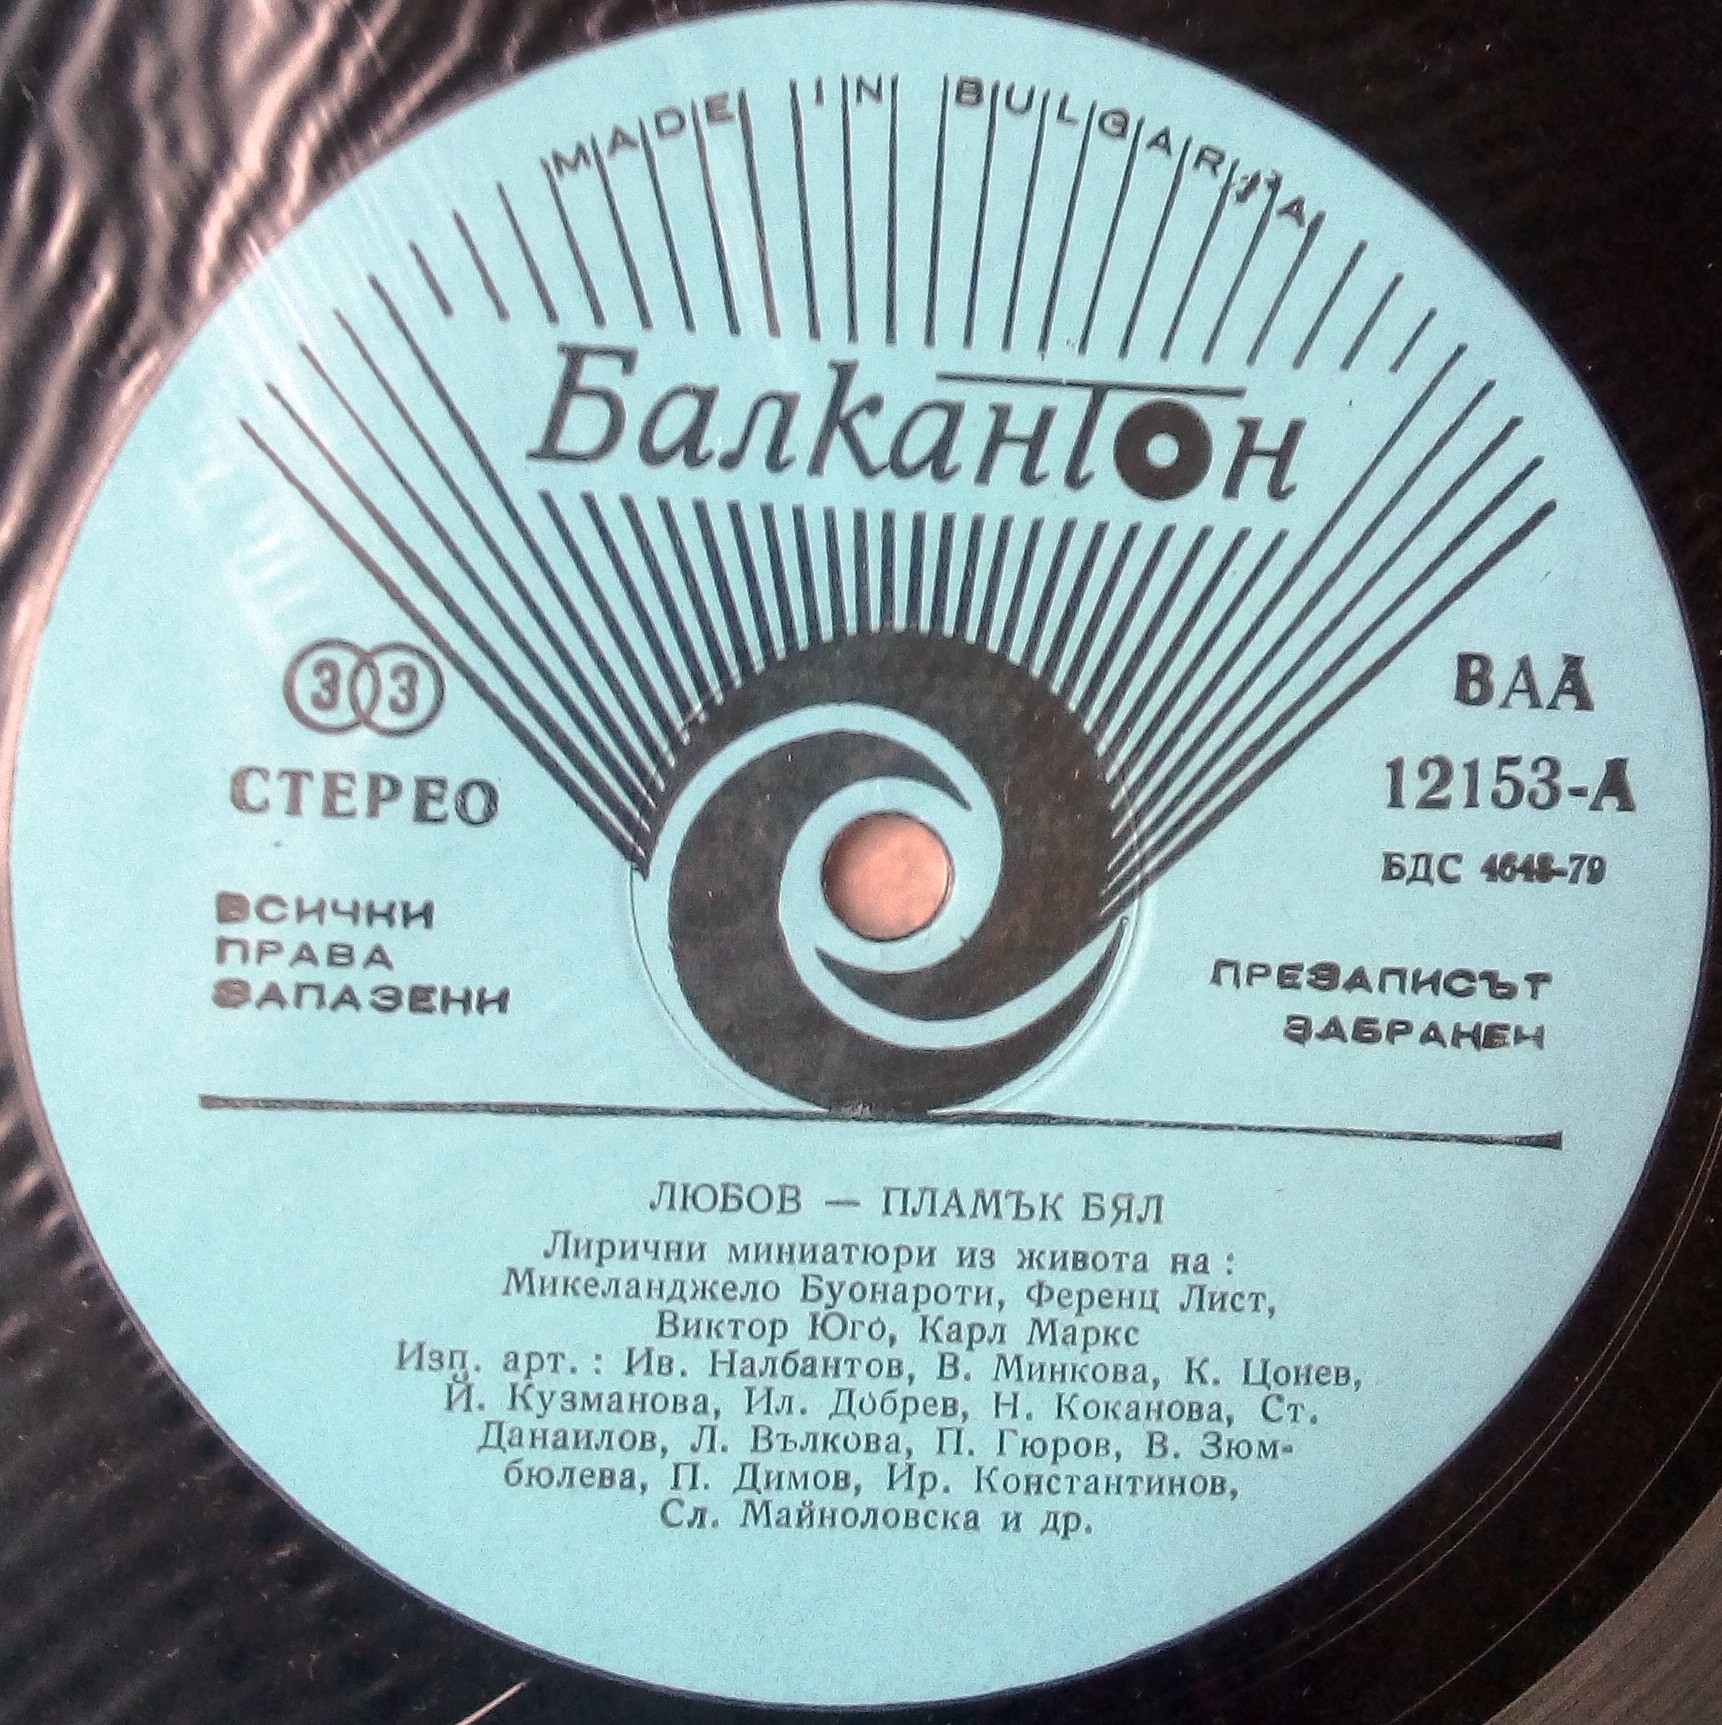 MADE IN BULGARIA
Балкантон
33
СТЕРЕО
ВСИЧКИ
ПРАВА
ЗАПАЗЕНИ
ВАА
12153-А
БДС 4648-79
ПРЕЗАПИСЪТ
ЗАБРАНЕН
ЛЮБОВ — ПЛАМЪК БЯЛ
Лирични миниатюри из живота на :
Микеланджело Буонароти, Ференц Лист,
Виктор Юго, Карл Маркс
Изп. арт. : Ив. Налбантов, В. Минкова, К. Цонев,
Й. Кузманова, Ил. Добрев, Н. Коканова, Ст.
Данаилов, Л. Вълкова, П. Гюров, В. Зюм-
бюлева, П. Димов, Ир. Константинов,
Сл. Майноловска и др.